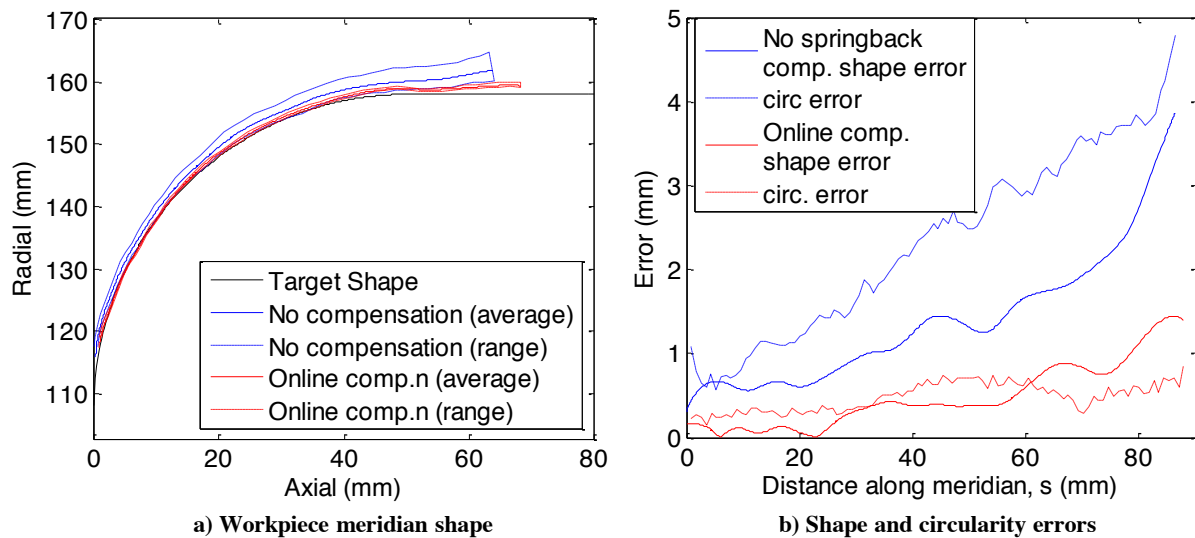 170
160
150
140
130
120
110
Radial (mm)
Target Shape
No compensation (average)
No compensation (range)
Online comp.n (average)
Online comp.n (range)
0 20 40 60 80
Axial (mm)
a) Workpiece meridian shape
5
4
3
2
1
0
Error (mm)
No springback
comp. shape error
circ error
Online comp.
shape error
circ. error
0 20 40 60 80
Distance along meridian, s (mm)
b) Shape and circularity errors